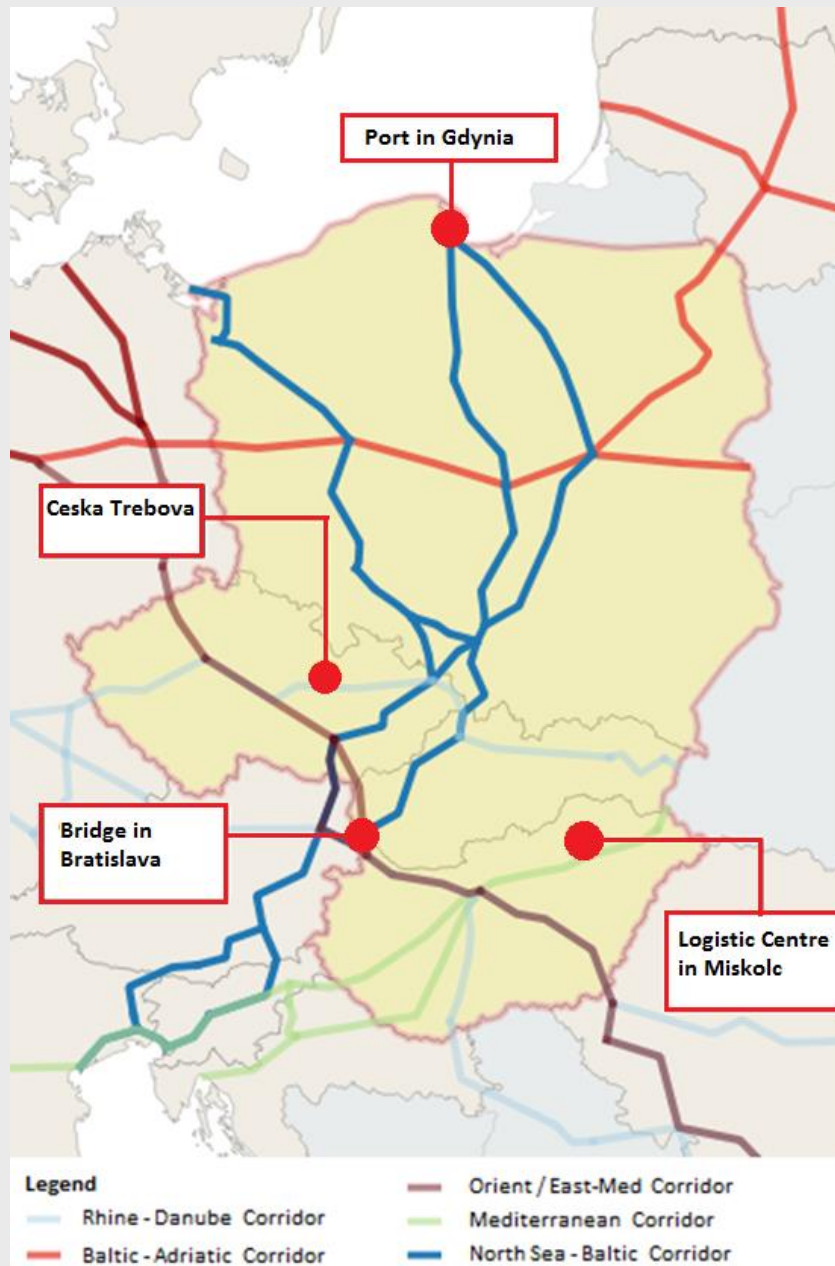 Port in Gdynia
Ceska Trebova
Bridge in
Bratislava
Logistic Centre
in Miskolc
Legend
Rhine - Danube Corridor
Baltic - Adriatic Corridor
Orient / East-Med Corridor
Mediterranean Corridor
North Sea - Baltic Corridor